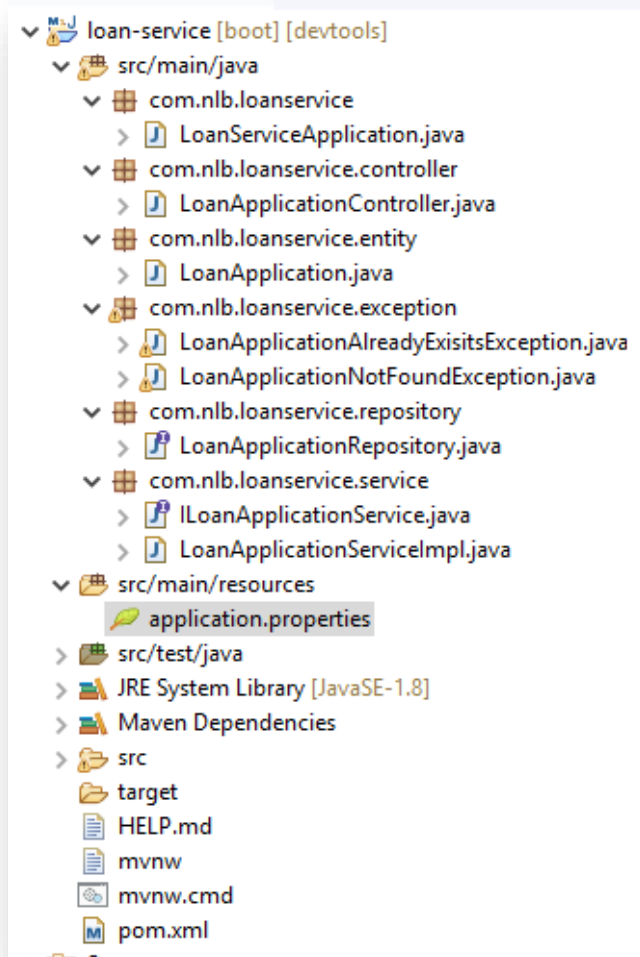 loan-service [boot] [devtools]
src/main/java
com.nlb.loanservice
LoanServiceApplication.java
com.nlb.loanservice.controller
LoanApplicationController.java
com.nlb.loanservice.entity
LoanApplication.java
com.nlb.loanservice.exception
LoanApplicationAlreadyExisitsException.java
LoanApplicationNotFoundException.java
com.nlb.loanservice.repository
LoanApplicationRepository.java
com.nlb.loanservice.service
ILoanApplicationService.java
LoanApplicationServiceImpl.java
src/main/resources
application.properties
src/test/java
JRE System Library [JavaSE-1.8]
Maven Dependencies
src
target
HELP.md
mvnw
mvnw.cmd
pom.xml